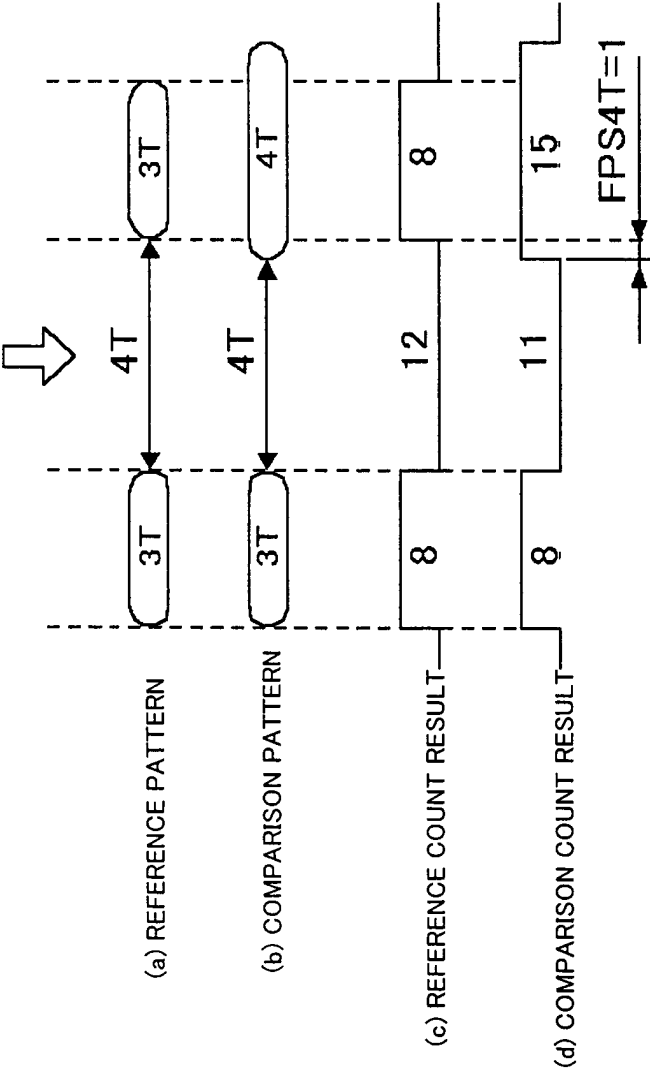 (a) REFERENCE PATTERN
3T
4T
3T
(b) COMPARISON PATTERN
3T
4T
4T
(c) REFERENCE COUNT RESULT
8
12
8
(d) COMPARISON COUNT RESULT
8
11
15
FPS4T=1